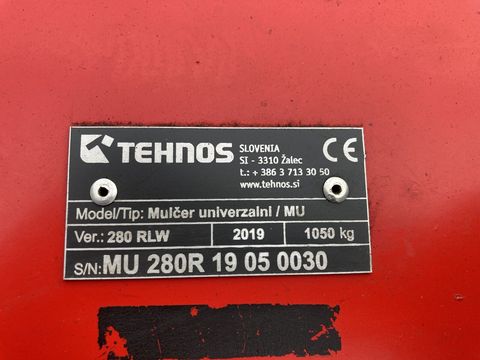 TEHNOS
SLOVENIA
SI - 3310 Žalec
t.: + 386 3 713 30 50
www.tehnos.si
CE
Model/Tip: Mulčer univerzalni / MU
Ver.: 280 RLW 2019 1050 kg
S/N: MU 280R 19 05 0030